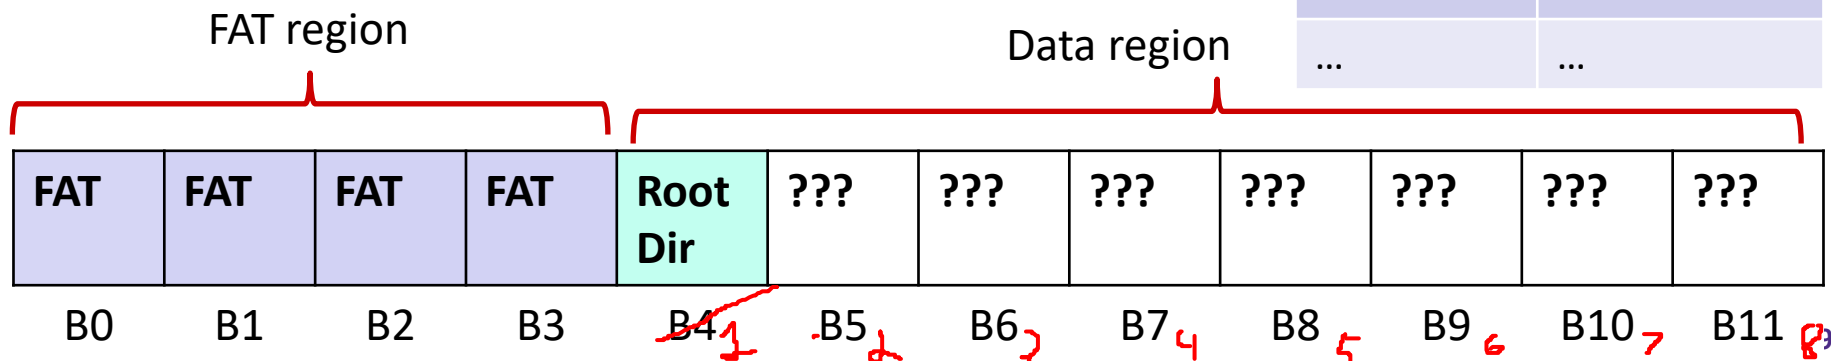 FAT region
Data region
... ...
FAT FAT FAT FAT Root Dir ??? ??? ??? ??? ??? ??? ???
B0 B1 B2 B3 B4 B5 B6 B7 B8 B9 B10 B11
1 2 3 4 5 6 7 8